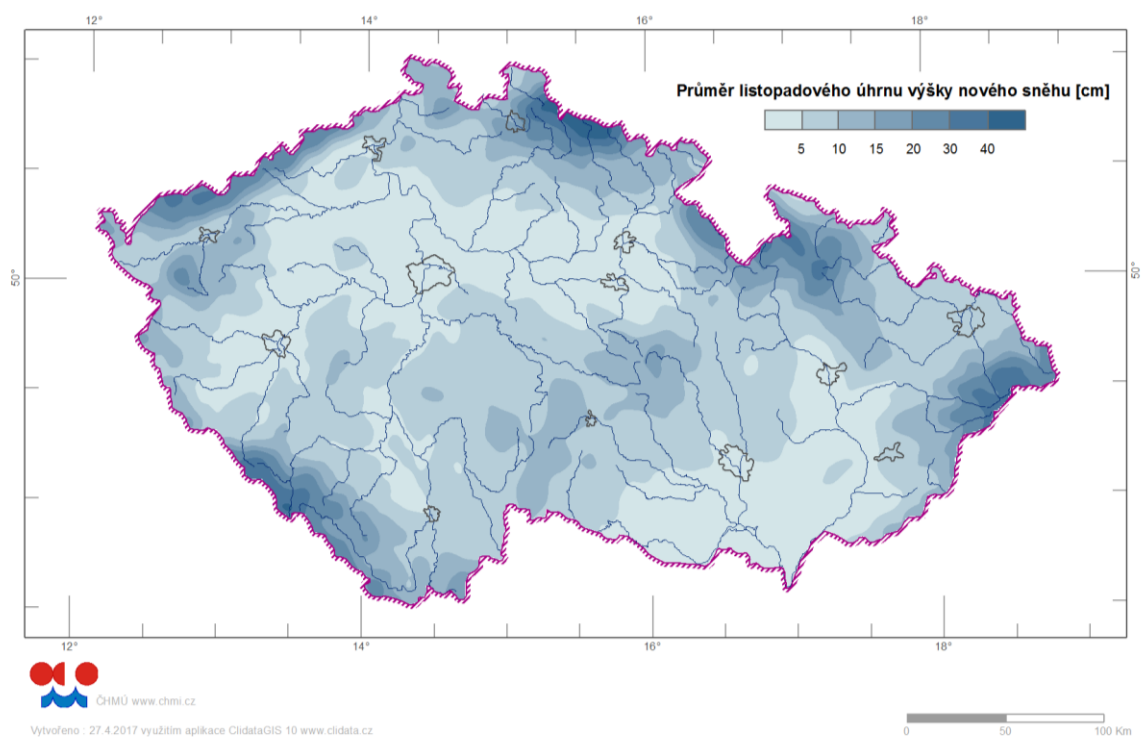 12° 14° 16° 18°
Průměr listopadového úhrnu výšky nového sněhu [cm]
5 10 15 20 30 40
50° 50°
12° 14° 16° 18°
ČHMÚ www.chmi.cz
Vytvořeno : 27.4.2017 využitím aplikace ClidataGIS 10 www.clidata.cz
0 50 100 Km